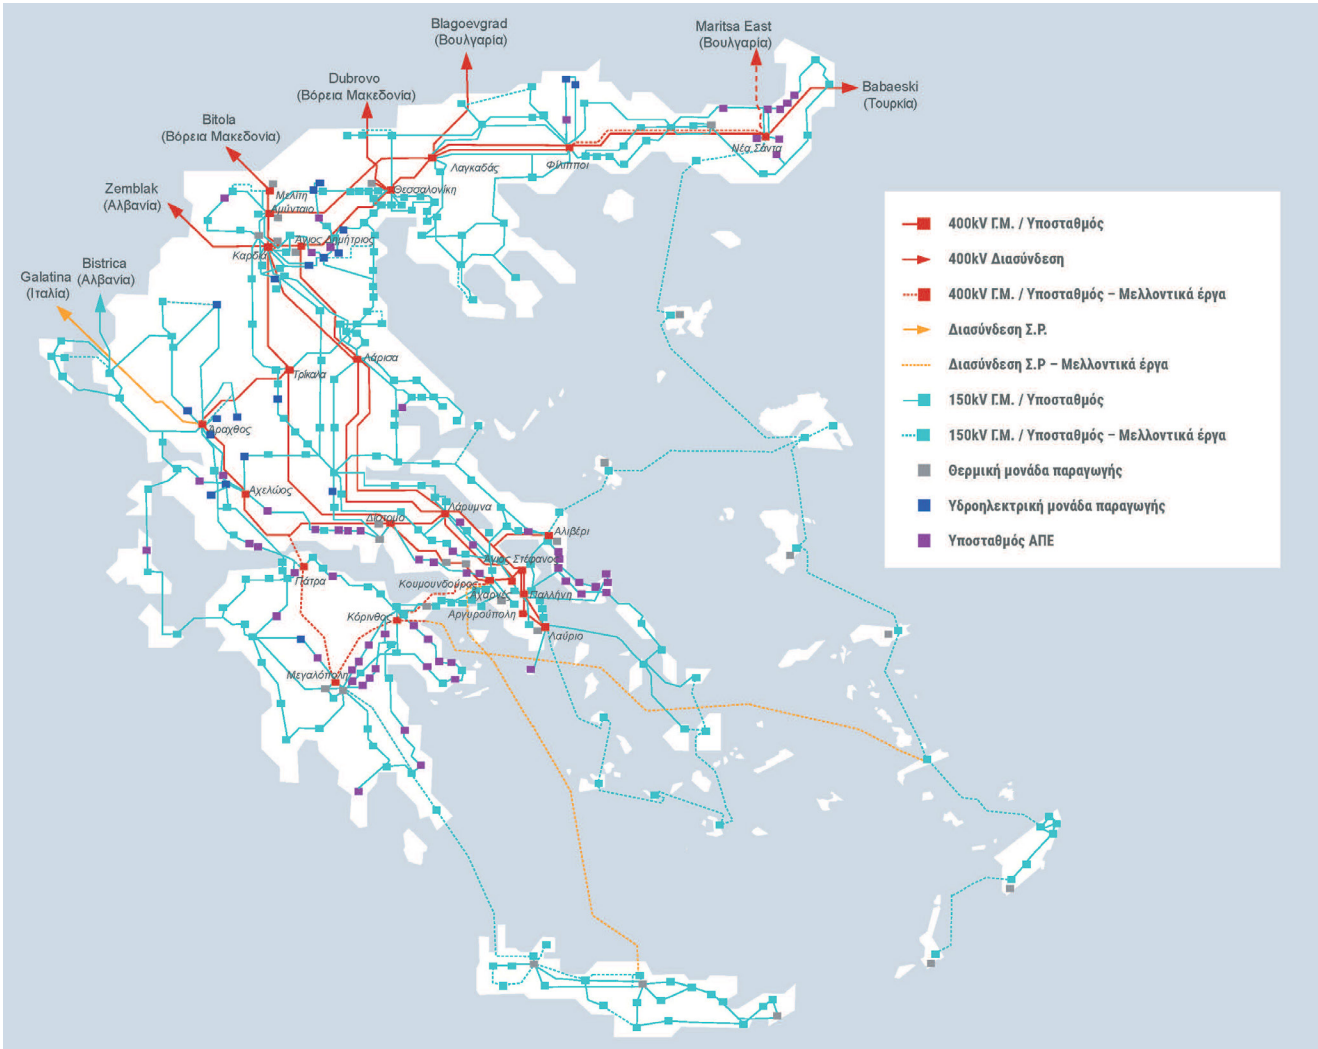 Blagoevgrad
(Βουλγαρία)
Maritsa East
(Βουλγαρία)
Dubrovo
(Βόρεια Μακεδονία)
Babaeski
(Τουρκία)
Bitola
(Βόρεια Μακεδονία)
Zemblak
(Αλβανία)
Bistrica
(Αλβανία)
Galatina
(Ιταλία)
Νέα Σάντα
Φίλιπποι
Λαγκαδάς
Θεσσαλονίκη
Μελίτη
Αμύνταιο
Άγιος Δημήτριος
Καρδιά
Λάρισα
Τρίκαλα
Άραχθος
Αχελώος
Λάρυμνα
Δίστομο
Αλιβέρι
Άγιος Στέφανος
Πάτρα
Κουμουνδούρος
Αχαρνές
Παλλήνη
Κόρινθος
Αργυρούπολη
Λαύριο
Μεγαλόπολη
400kV Γ.Μ. / Υποσταθμός
400kV Διασύνδεση
400kV Γ.Μ. / Υποσταθμός – Μελλοντικά έργα
Διασύνδεση Σ.Ρ.
Διασύνδεση Σ.Ρ – Μελλοντικά έργα
150kV Γ.Μ. / Υποσταθμός
150kV Γ.Μ. / Υποσταθμός – Μελλοντικά έργα
Θερμική μονάδα παραγωγής
Υδροηλεκτρική μονάδα παραγωγής
Υποσταθμός ΑΠΕ